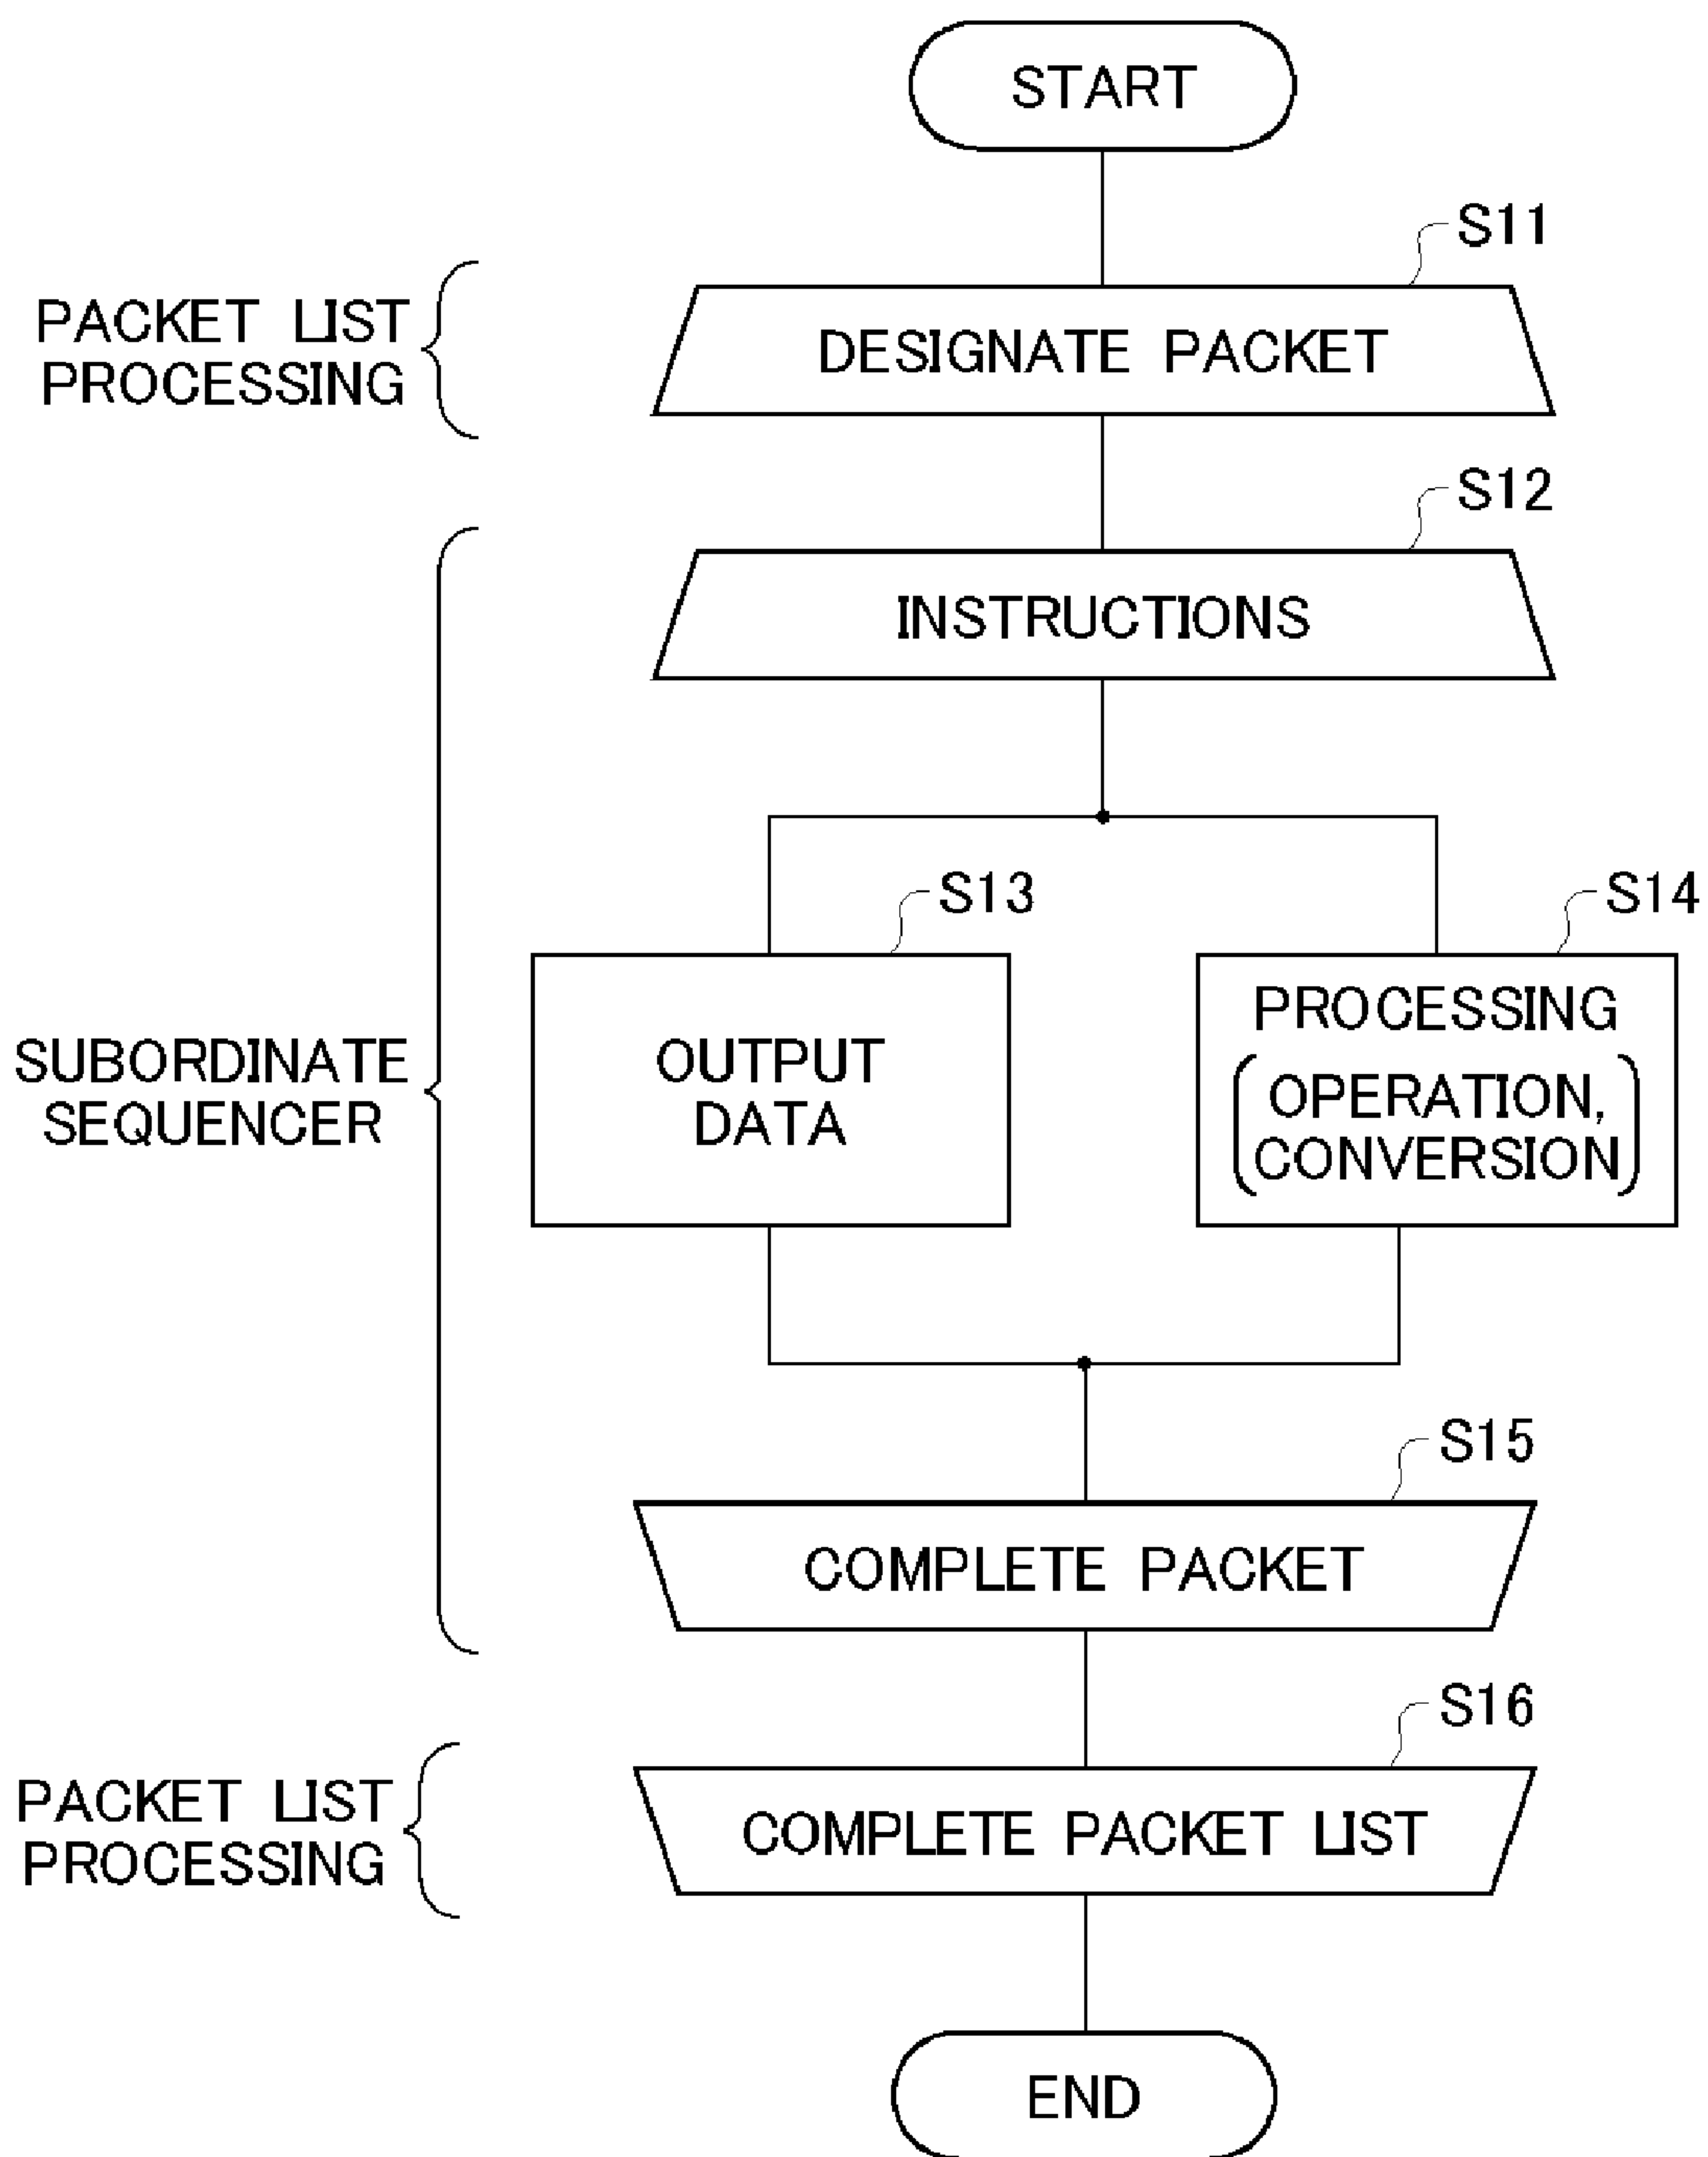 START
S11
PACKET LIST
PROCESSING
DESIGNATE PACKET
S12
INSTRUCTIONS
S13
S14
SUBORDINATE
SEQUENCER
OUTPUT
DATA
PROCESSING
(OPERATION,
CONVERSION)
S15
COMPLETE PACKET
S16
PACKET LIST
PROCESSING
COMPLETE PACKET LIST
END